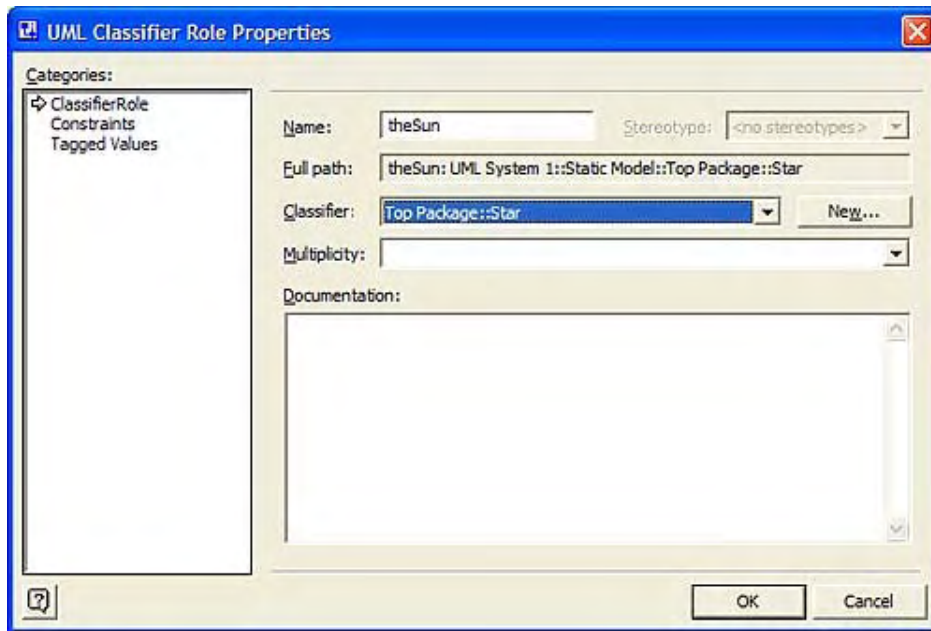 UML Classifier Role Properties
Categories:
ClassifierRole
Constraints
Tagged Values
Name: theSun Stereotype: <no stereotypes>
Full path: theSun: UML System 1::Static Model::Top Package::Star
Classifier: Top Package::Star New...
Multiplicity:
Documentation:
OK Cancel